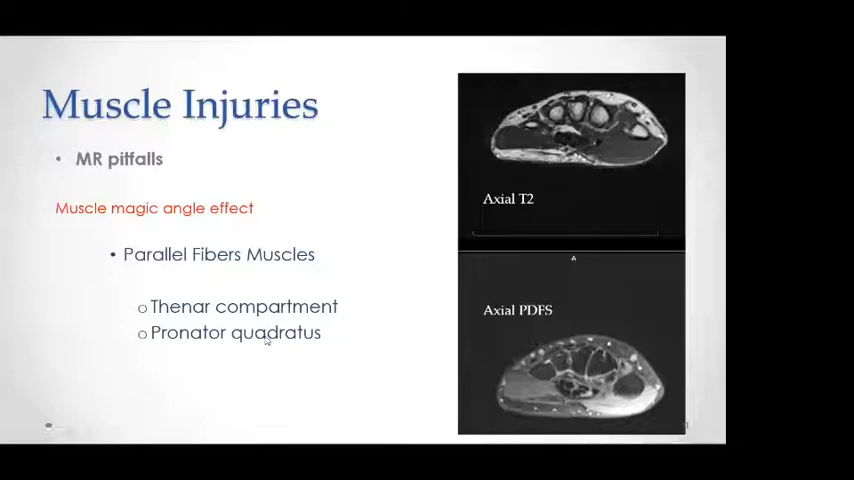 Muscle Injuries
• MR pitfalls
Muscle magic angle effect
• Parallel Fibers Muscles
o Thenar compartment
o Pronator quadratus
Axial T2
A
Axial PDFS